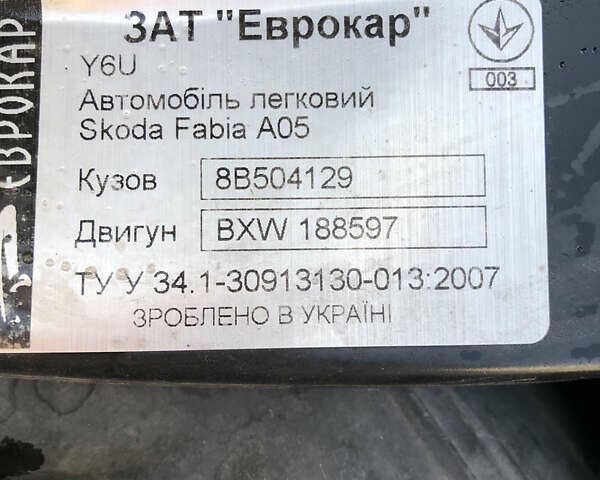 ЄВРОКАР
ЗАТ "Еврокар"
Y6U
003
Автомобіль легковий
Skoda Fabia A05
Кузов 8B504129
Двигун BXW 188597
ТУ У 34.1-30913130-013:2007
ЗРОБЛЕНО В УКРАЇНІ